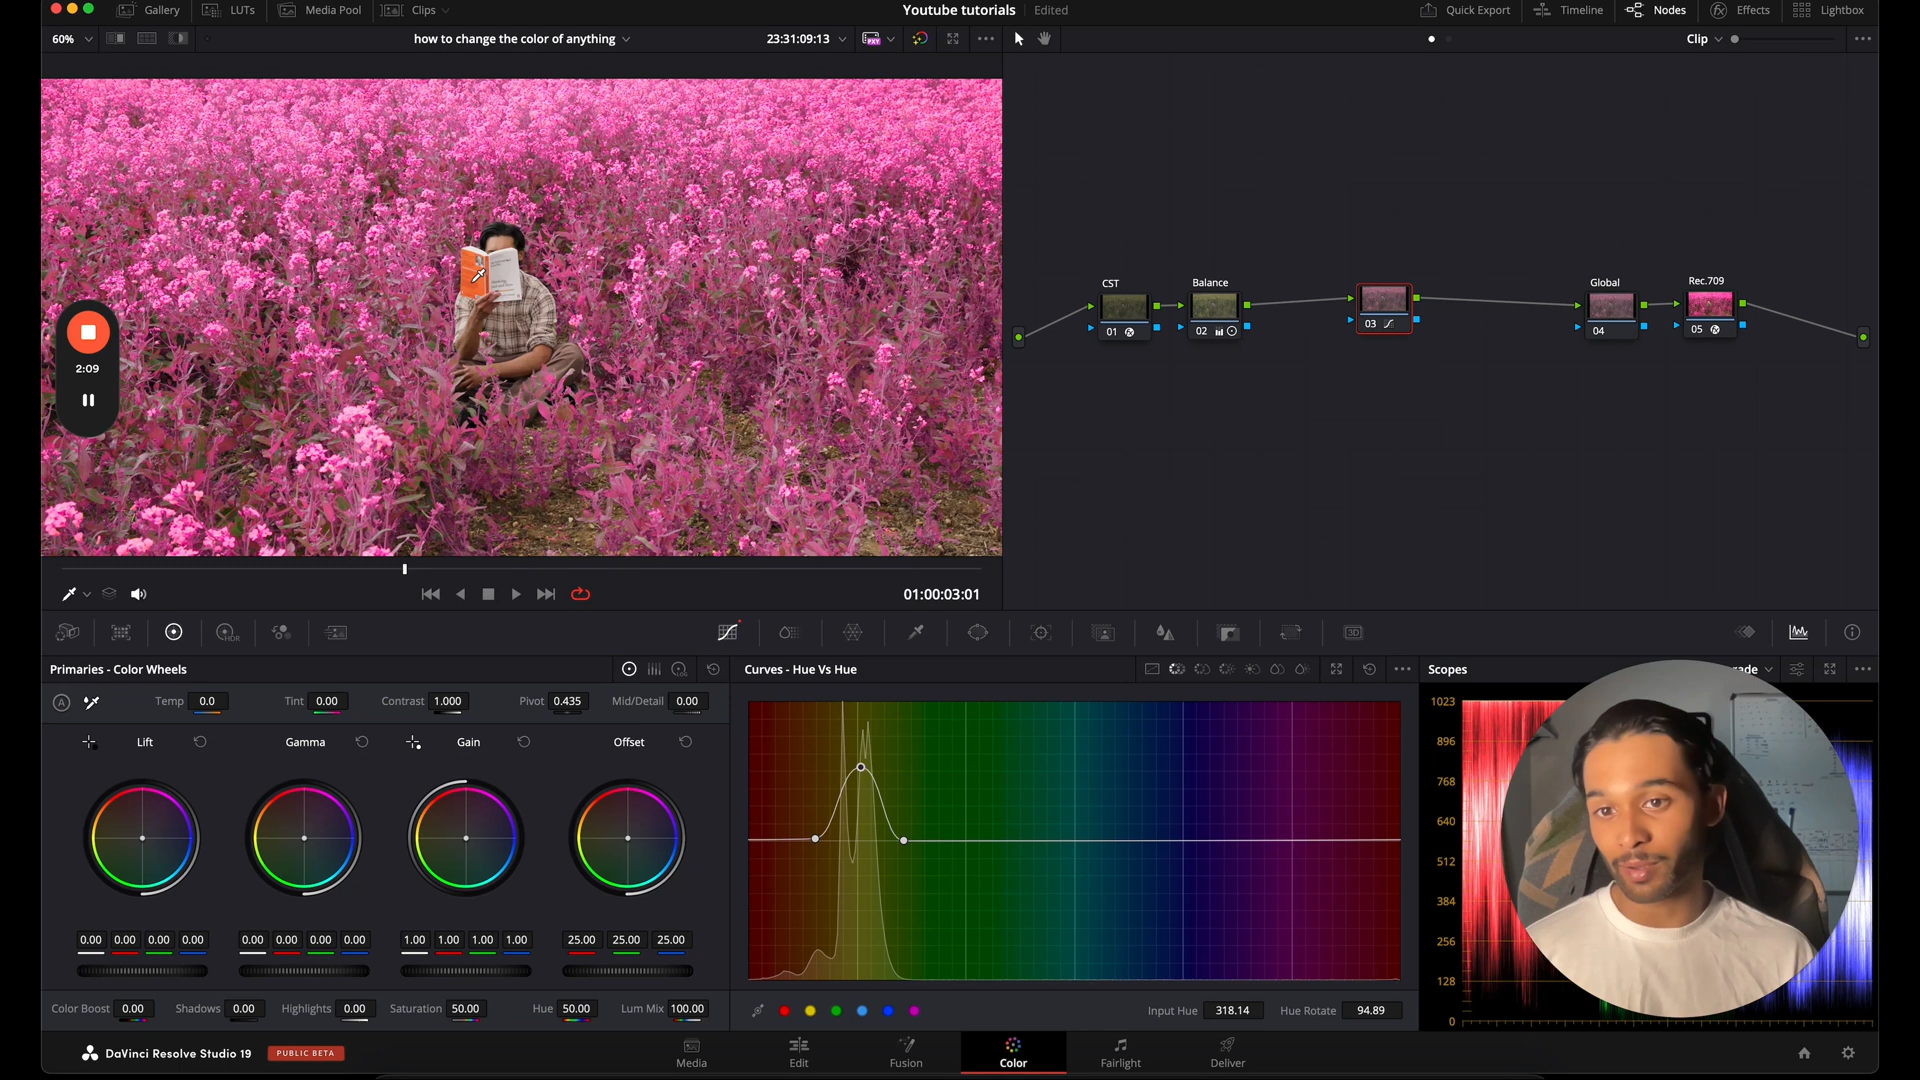 Gallery LUTs Media Pool Clips Youtube tutorials Edited Quick Export Timeline Nodes Effects Lightbox
60% how to change the color of anything 23:31:09:13 PXY Clip
CST Balance Global Rec.709
01 02 03 04 05
2:09
01:00:03:01
HDR 3D
Primaries - Color Wheels LOG Curves - Hue Vs Hue Scopes ade
A Temp 0.0 Tint 0.00 Contrast 1.000 Pivot 0.435 Mid/Detail 0.00
Lift Gamma Gain Offset
1023
896
768
640
512
384
256
128
0
0.00 0.00 0.00 0.00 0.00 0.00 0.00 0.00 1.00 1.00 1.00 1.00 25.00 25.00 25.00
Color Boost 0.00 Shadows 0.00 Highlights 0.00 Saturation 50.00 Hue 50.00 Lum Mix 100.00
Input Hue 318.14 Hue Rotate 94.89
DaVinci Resolve Studio 19 PUBLIC BETA
Media Edit Fusion Color Fairlight Deliver